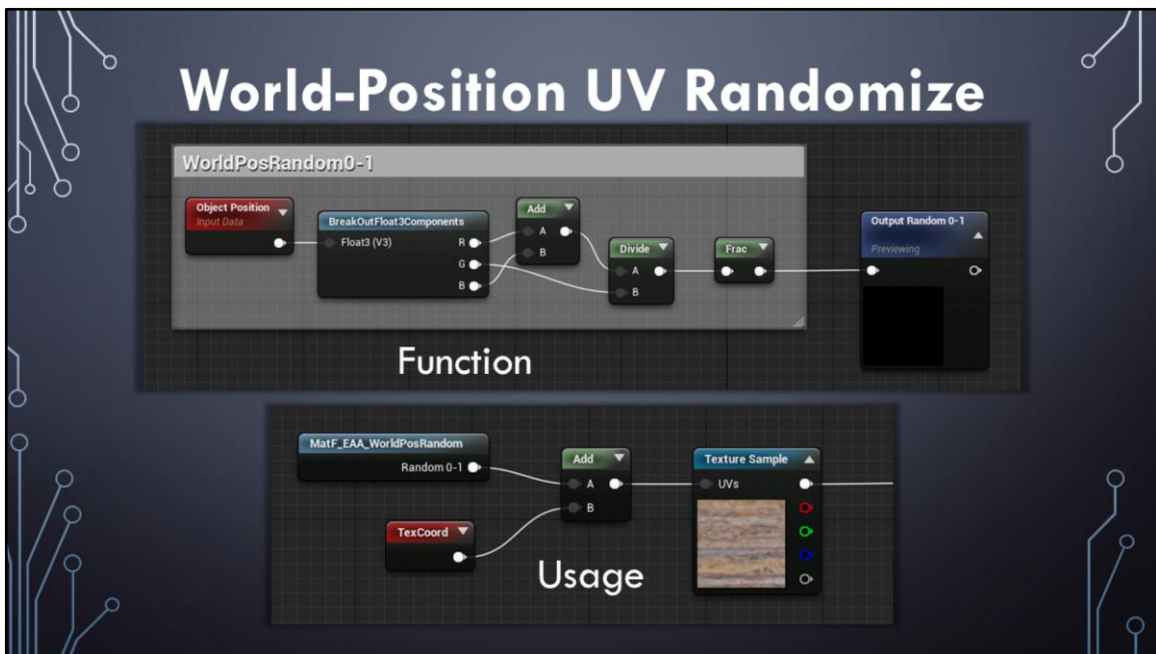 World-Position UV Randomize
WorldPosRandom0-1
Object Position
Input Data
BreakOutFloat3Components
Float3 (V3)
R
G
B
Add
A
B
Divide
A
B
Frac
Output Random 0-1
Previewing
Function
MatF_EAA_WorldPosRandom
Random 0-1
TexCoord
Add
A
B
Texture Sample
UVs
Usage